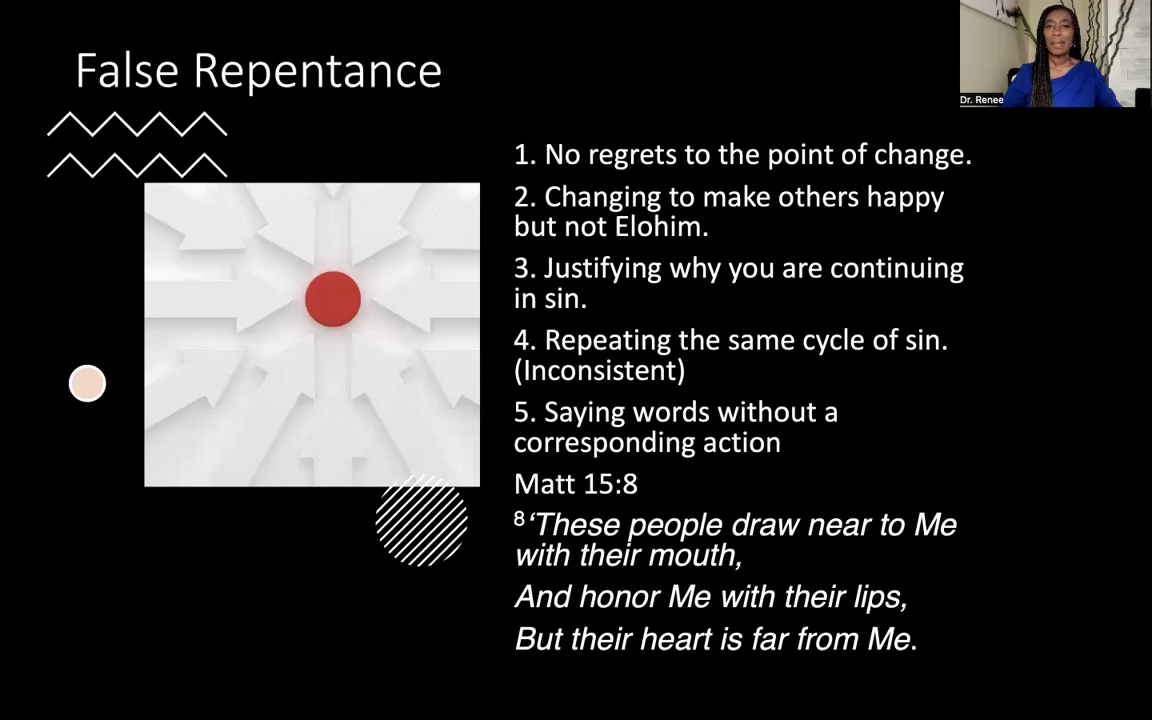 False Repentance
Dr. Renee
1. No regrets to the point of change.
2. Changing to make others happy
but not Elohim.
3. Justifying why you are continuing
in sin.
4. Repeating the same cycle of sin.
(Inconsistent)
5. Saying words without a
corresponding action
Matt 15:8
8 ‘These people draw near to Me
with their mouth,
And honor Me with their lips,
But their heart is far from Me.